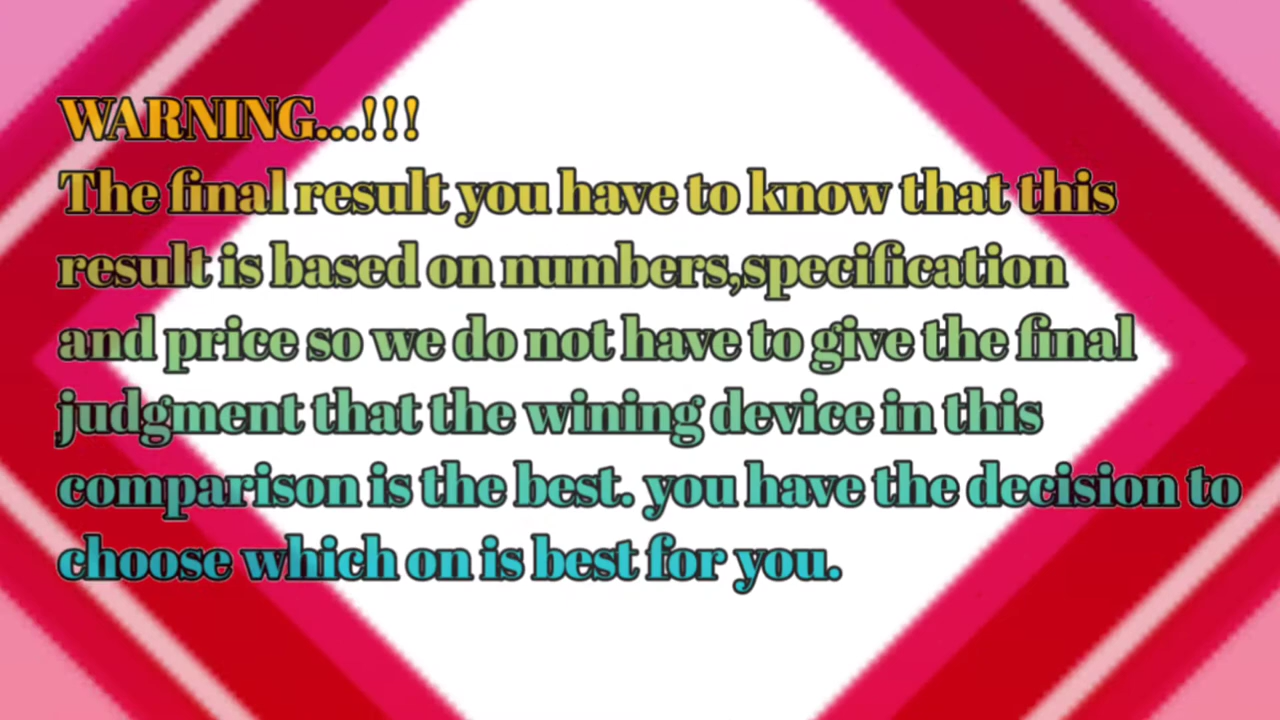 WARNING...!!!
The final result you have to know that this
result is based on numbers,specification
and price so we do not have to give the final
judgment that the wining device in this
comparison is the best. you have the decision to
choose which on is best for you.